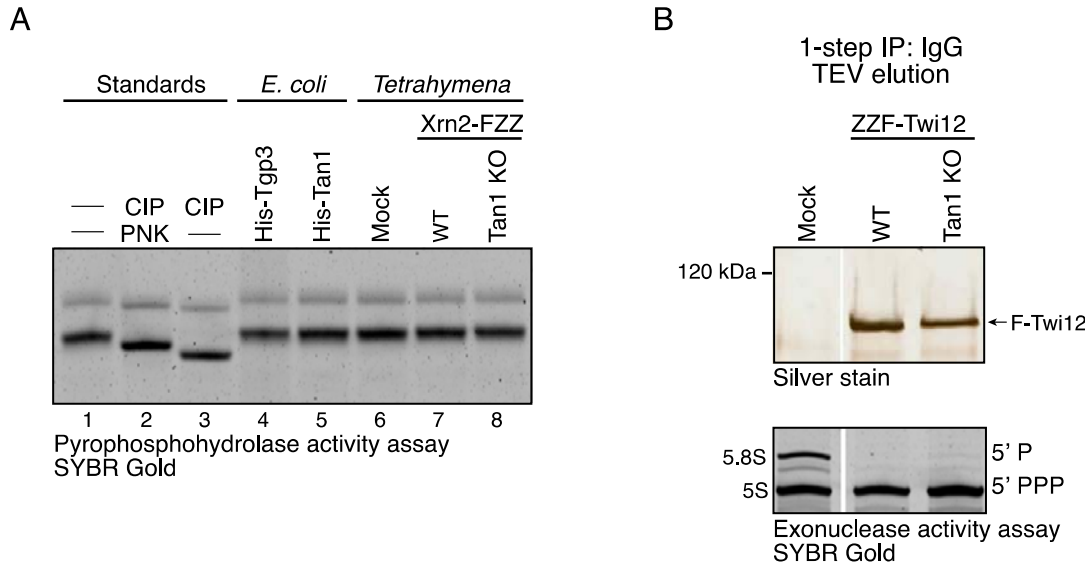 A
Standards
E. coli
Tetrahymena
Xrn2-FZZ
— CIP CIP
— PNK —
His-Tgp3
His-Tan1
Mock
WT
Tan1 KO
1 2 3 4 5 6 7 8
Pyrophosphohydrolase activity assay
SYBR Gold
B
1-step IP: IgG
TEV elution
ZZF-Twi12
Mock
WT
Tan1 KO
120 kDa
←F-Twi12
Silver stain
5.8S
5' P
5S
5' PPP
Exonuclease activity assay
SYBR Gold